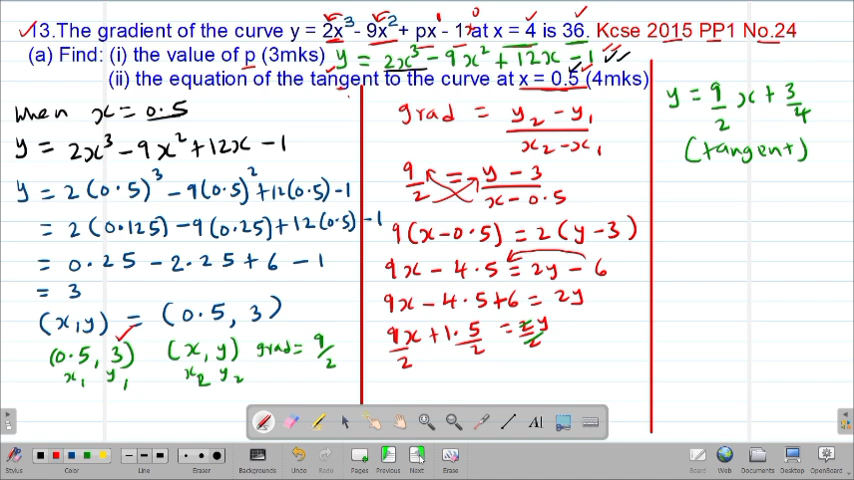 13.The gradient of the curve y = 2x³ - 9x² + px - 1 at x = 4 is 36. Kcse 2015 PP1 No.24
(a) Find: (i) the value of p (3mks) y = 2x³ - 9x² + 12x - 1
(ii) the equation of the tangent to the curve at x = 0.5 (4mks)
when x = 0.5
y = 2x³ - 9x² + 12x - 1
y = 2(0.5)³ - 9(0.5)² + 12(0.5) - 1
= 2(0.125) - 9(0.25) + 12(0.5) - 1
= 0.25 - 2.25 + 6 - 1
= 3
(x,y) = (0.5, 3)
(0.5, 3) (x, y) grad = 9/2
x₁ y₁ x₂ y₂
grad = y₂ - y₁ / x₂ - x₁
9/2 = y - 3 / x - 0.5
9(x - 0.5) = 2(y - 3)
9x - 4.5 = 2y - 6
9x - 4.5 + 6 = 2y
9x/2 + 1.5/2 = 2y/2
y = 9/2 x + 3/4
(tangent)
Stylus Color Line Eraser Backgrounds Undo Redo Pages Previous Next Erase Board Web Documents Desktop Show/Hide